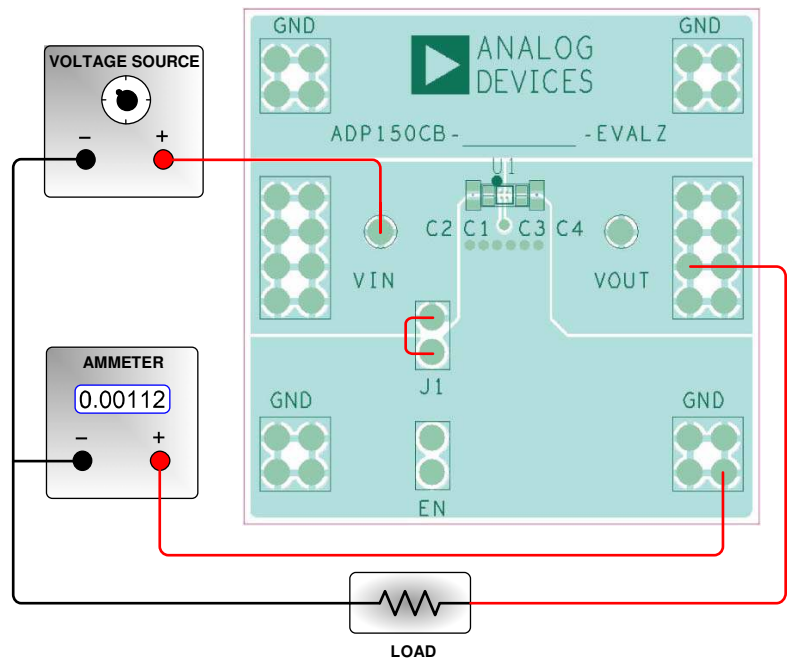 GND
GND
ANALOG
DEVICES
VOLTAGE SOURCE
–
+
ADP150CB-__________-EVALZ
U1
C2 C1 C3 C4
VIN
VOUT
AMMETER
0.00112
–
+
J1
GND
GND
EN
LOAD